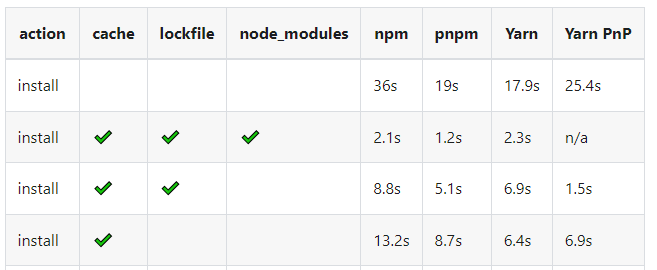 action cache lockfile node_modules npm pnpm Yarn Yarn PnP
install 36s 19s 17.9s 25.4s
install ✔ ✔ ✔ 2.1s 1.2s 2.3s n/a
install ✔ ✔ 8.8s 5.1s 6.9s 1.5s
install ✔ 13.2s 8.7s 6.4s 6.9s